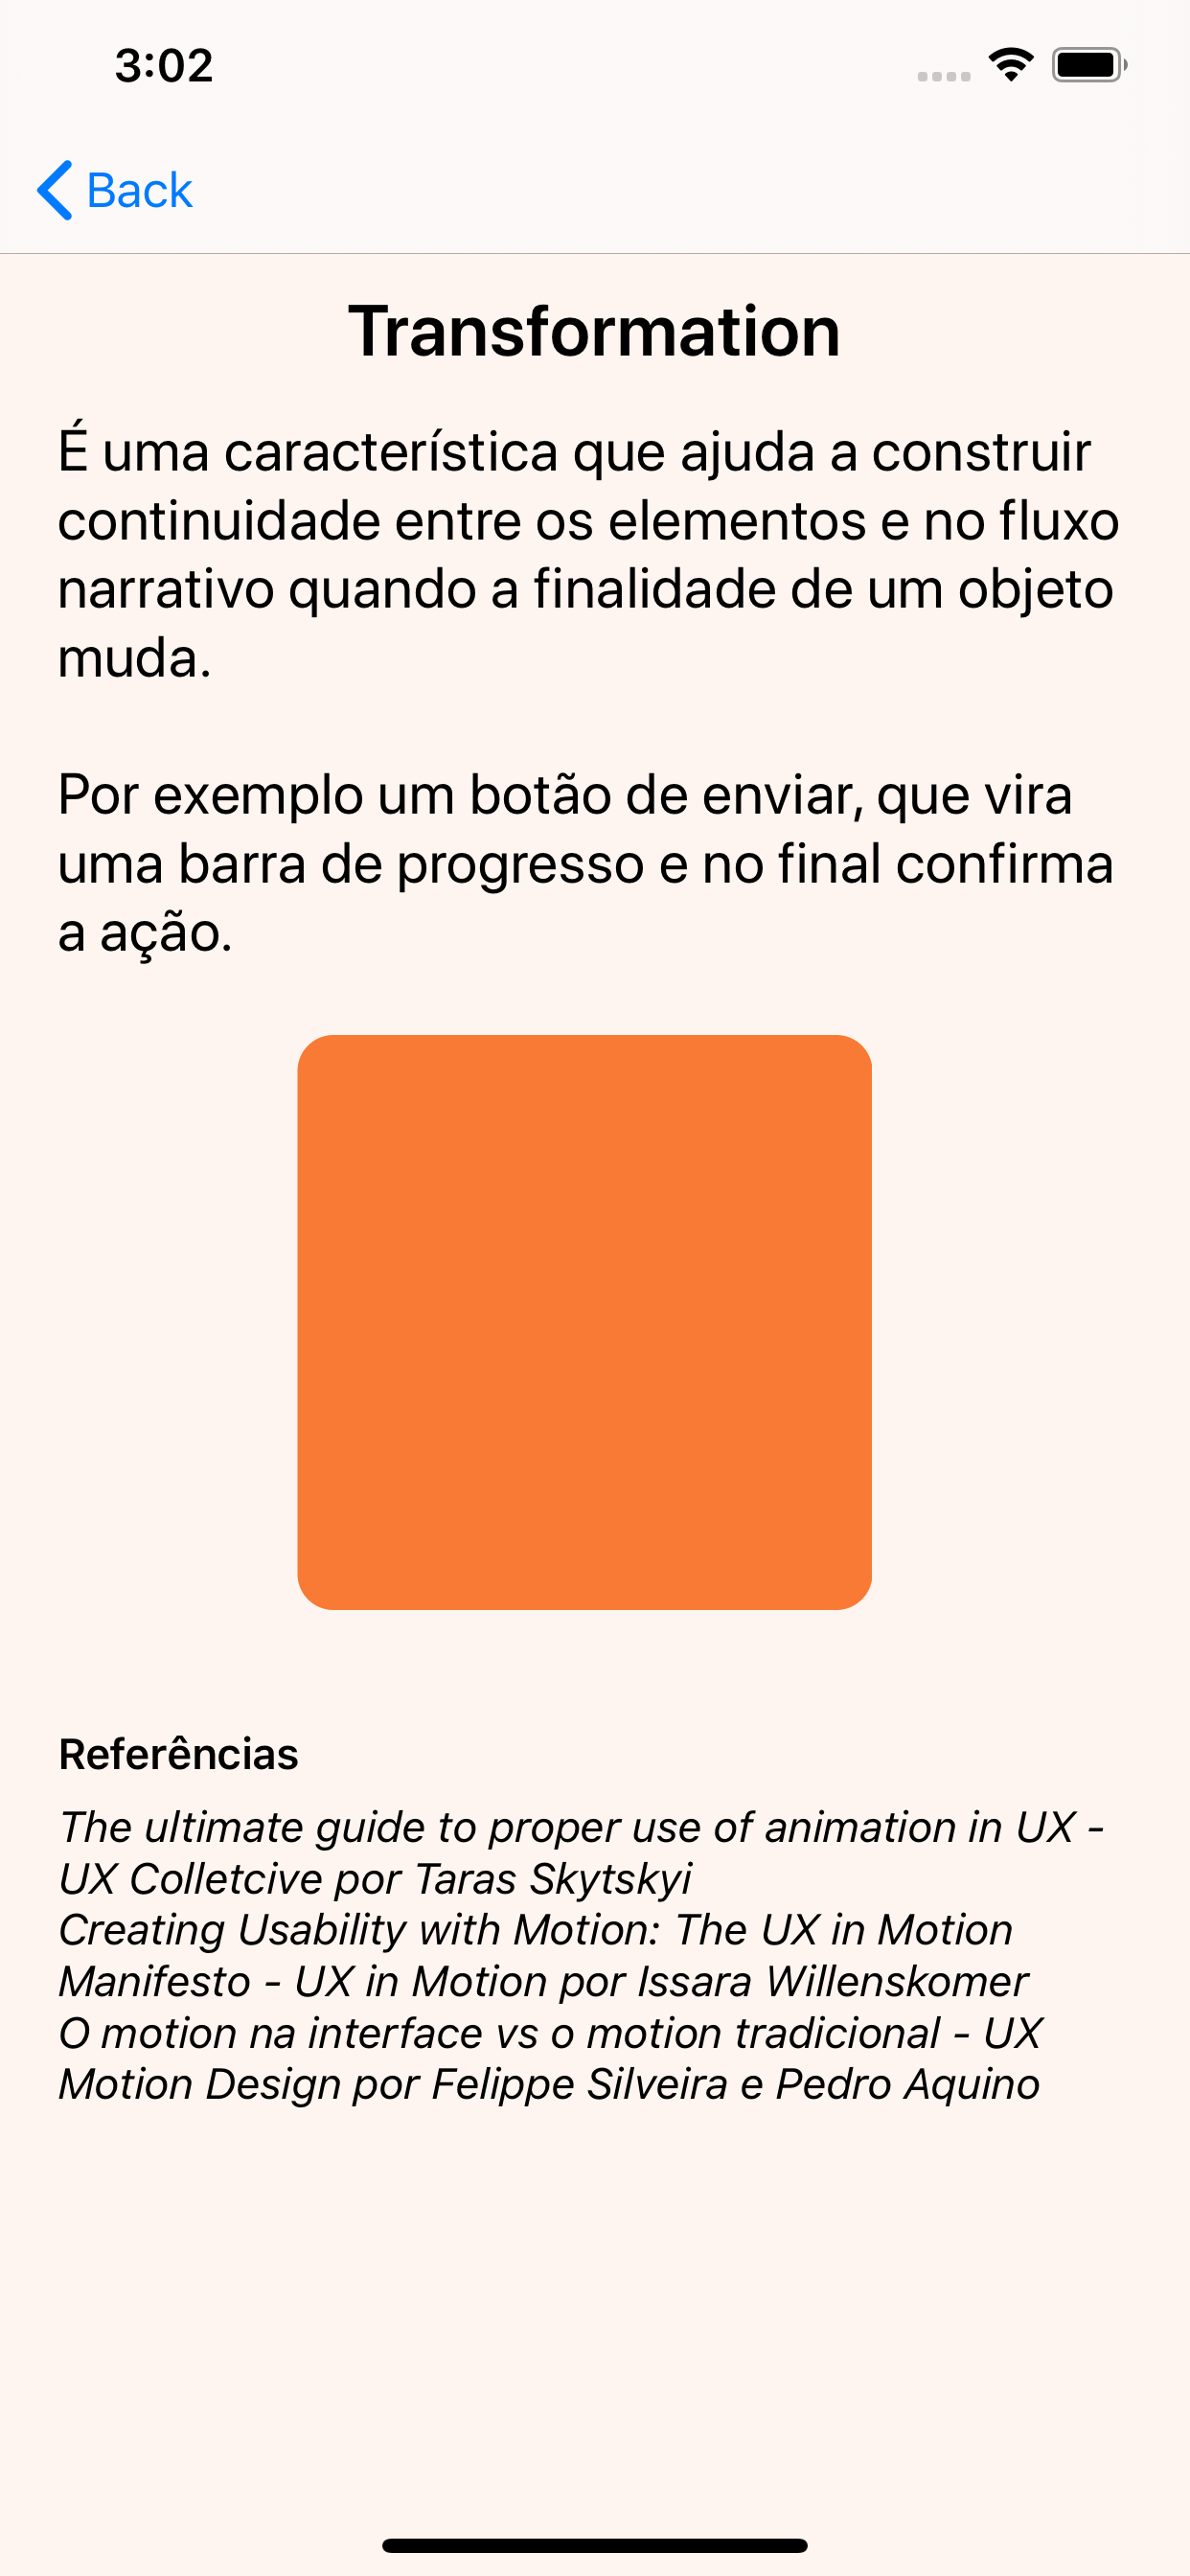 3:02
Back
Transformation
É uma característica que ajuda a construir
continuidade entre os elementos e no fluxo
narrativo quando a finalidade de um objeto
muda.
Por exemplo um botão de enviar, que vira
uma barra de progresso e no final confirma
a ação.
Referências
The ultimate guide to proper use of animation in UX -
UX Colletcive por Taras Skytskyi
Creating Usability with Motion: The UX in Motion
Manifesto - UX in Motion por Issara Willenskomer
O motion na interface vs o motion tradicional - UX
Motion Design por Felippe Silveira e Pedro Aquino